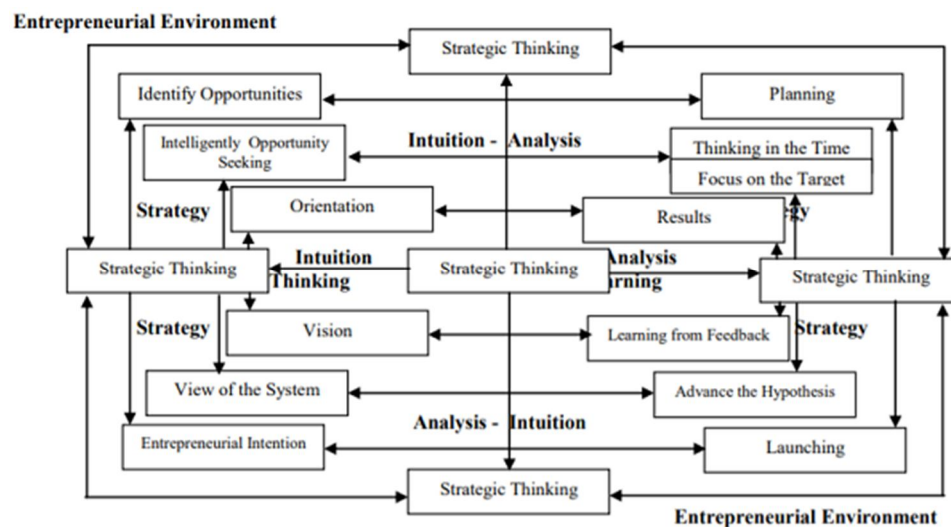 Entrepreneurial Environment
Strategic Thinking
Identify Opportunities
Planning
Intelligently Opportunity
Seeking
Intuition - Analysis
Thinking in the Time
Focus on the Target
Strategy
Orientation
Results
Strategic Thinking
Intuition
Thinking
Strategic Thinking
Analysis
Strategic Thinking
Strategy
Vision
Learning from Feedback
Strategy
View of the System
Advance the Hypothesis
Analysis - Intuition
Entrepreneurial Intention
Launching
Strategic Thinking
Entrepreneurial Environment